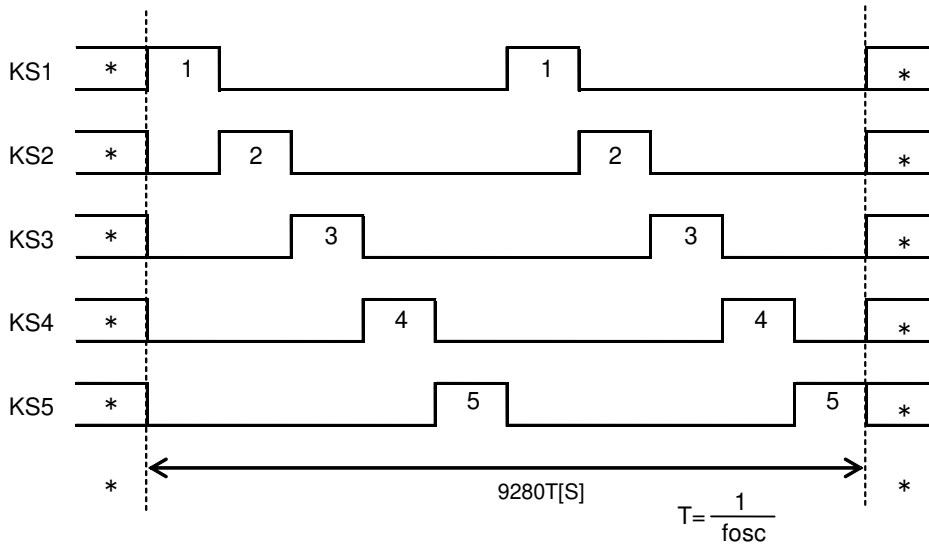 KS1 * 1 1 *
KS2 * 2 2 *
KS3 * 3 3 *
KS4 * 4 4 *
KS5 * 5 5 *
* 9280T[S] *
T= 1
fosc